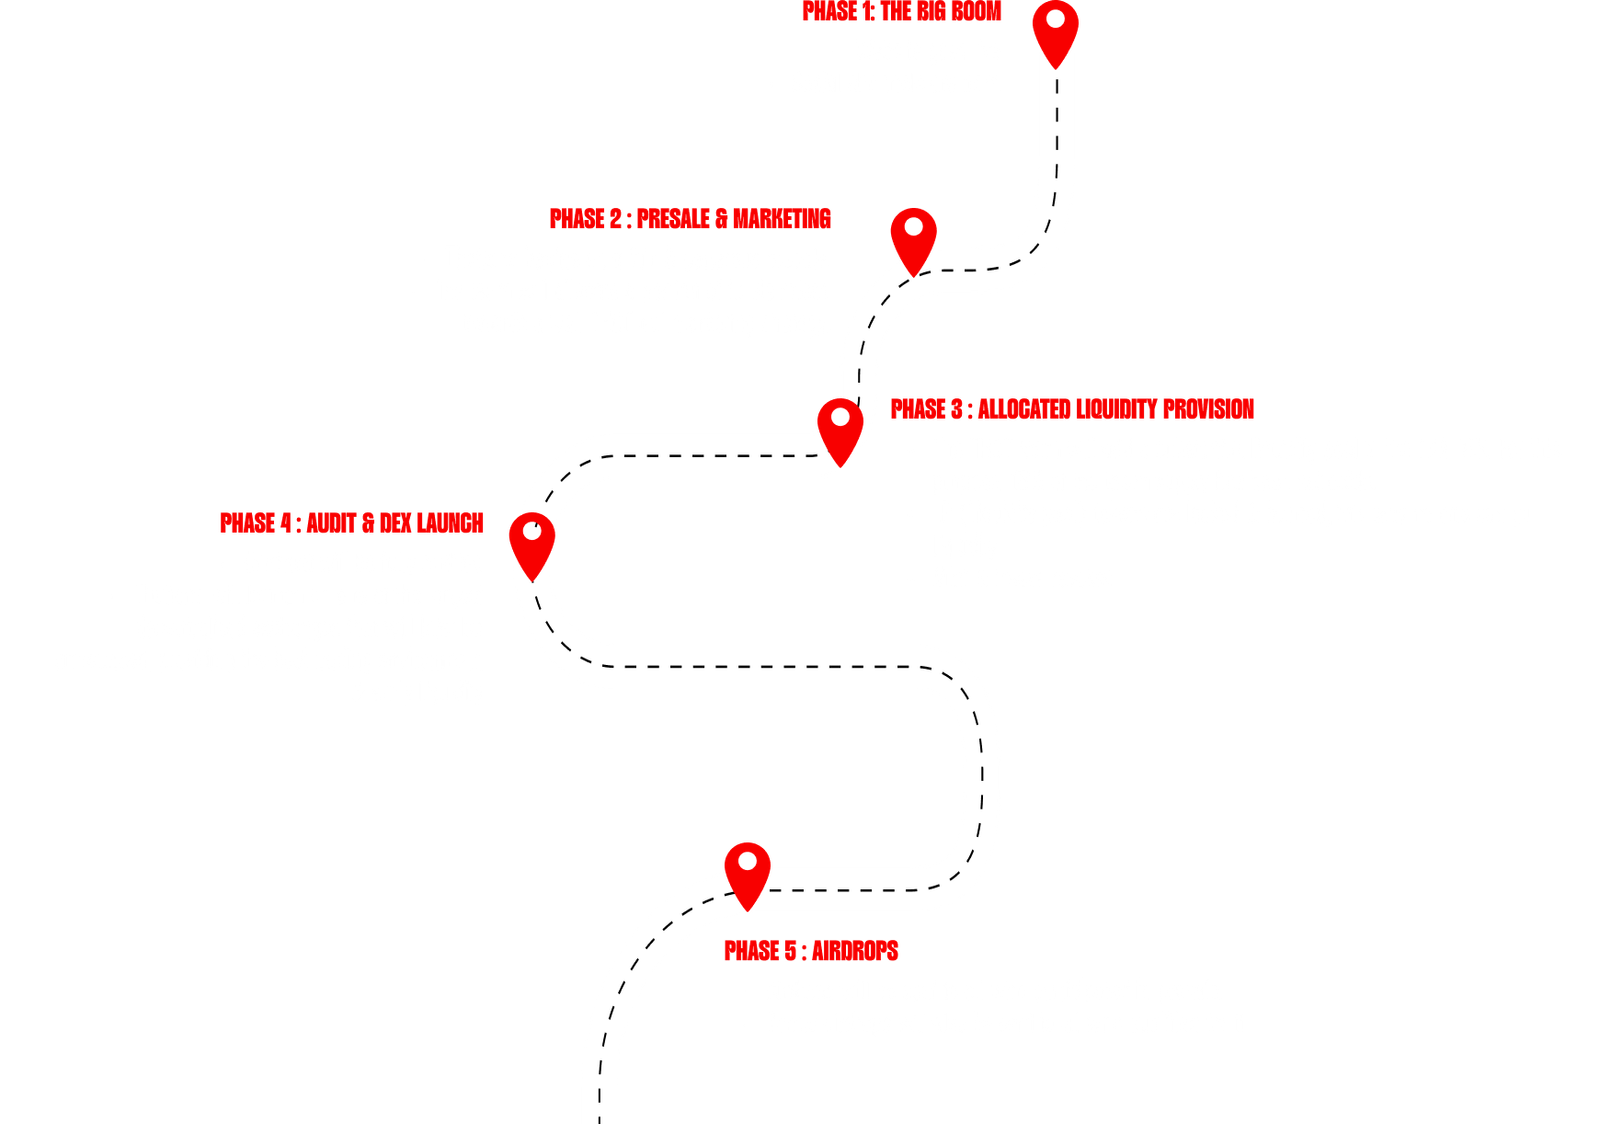 PHASE 1: THE BIG BOOM
PHASE 2 : PRESALE & MARKETING
PHASE 3 : ALLOCATED LIQUIDITY PROVISION
PHASE 4 : AUDIT & DEX LAUNCH
PHASE 5 : AIRDROPS